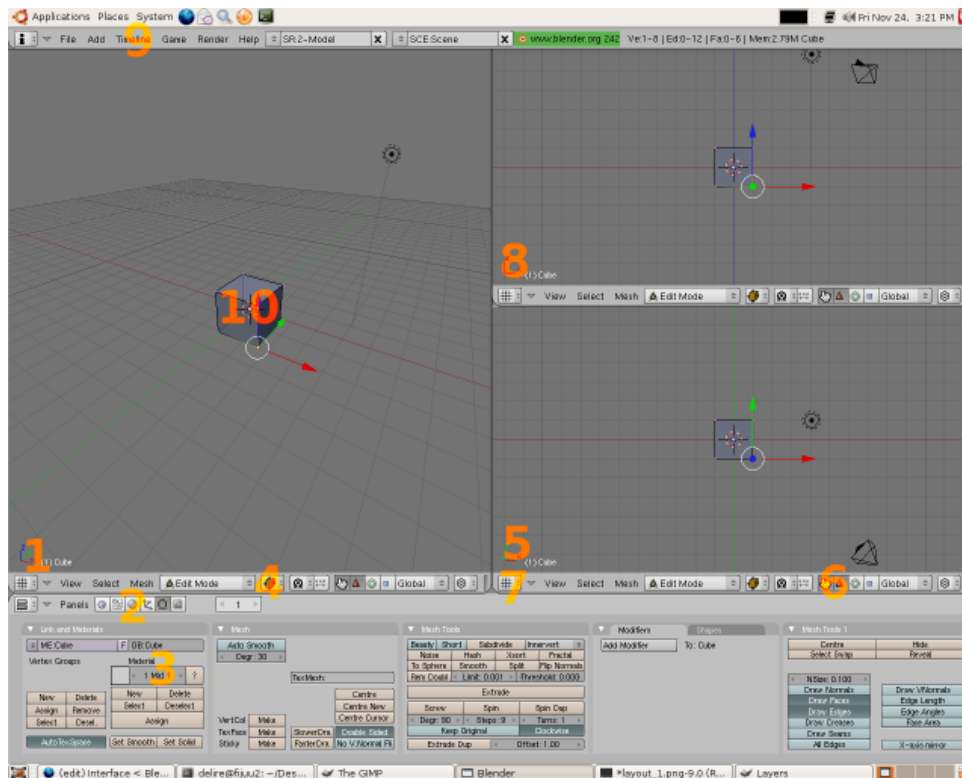 Applications Places System Fri Nov 24, 3:21 PM
File Add Timeline Game Render Help SR:2-Model X SCE:Scene X www.blender.org 242 Ve:1-8 | Ed:0-12 | Fa:0-6 | Mem:2.79M Cube
9
10
8
(1) Cube
View Select Mesh Edit Mode Global
1
(1) Cube
5
(1) Cube
4
7
6
View Select Mesh Edit Mode Global
View Select Mesh Edit Mode Global
Panels 1
2
Link and Materials
ME:Cube F OB:Cube
Vertex Groups Material
3
1 Mat 1 ?
New Delete New Delete
Assign Remove Select Deselect
Select Desel. Assign
AutoTexSpace Set Smooth Set Solid
Mesh
Auto Smooth
Degr: 30
TexMesh:
Centre
Centre New
VertCol Make Centre Cursor
TexFace Make SlowerDra. Double Sided
Sticky Make FasterDra. No V.Normal Fli
Mesh Tools
Beauty Short Subdivide Innervert
Noise Hash Xsort Fractal
To Sphere Smooth Split Flip Normals
Rem Doubl Limit: 0.001 Threshold: 0.000
Extrude
Screw Spin Spin Dup
Degr: 90 Steps: 9 Turns: 1
Keep Original Clockwise
Extrude Dup Offset: 1.00
Modifiers Shapes
Add Modifier To: Cube
Mesh Tools 1
Centre Hide
Select Swap Reveal
NSize: 0.100
Draw Normals Draw VNormals
Draw Faces Edge Length
Draw Edges Edge Angles
Draw Creases Face Area
Draw Seams
All Edges X-axis mirror
(edit) Interface < Ble... delire@fijuu2: ~/Des... The GIMP Blender *layout_1.png-9.0 (R... Layers